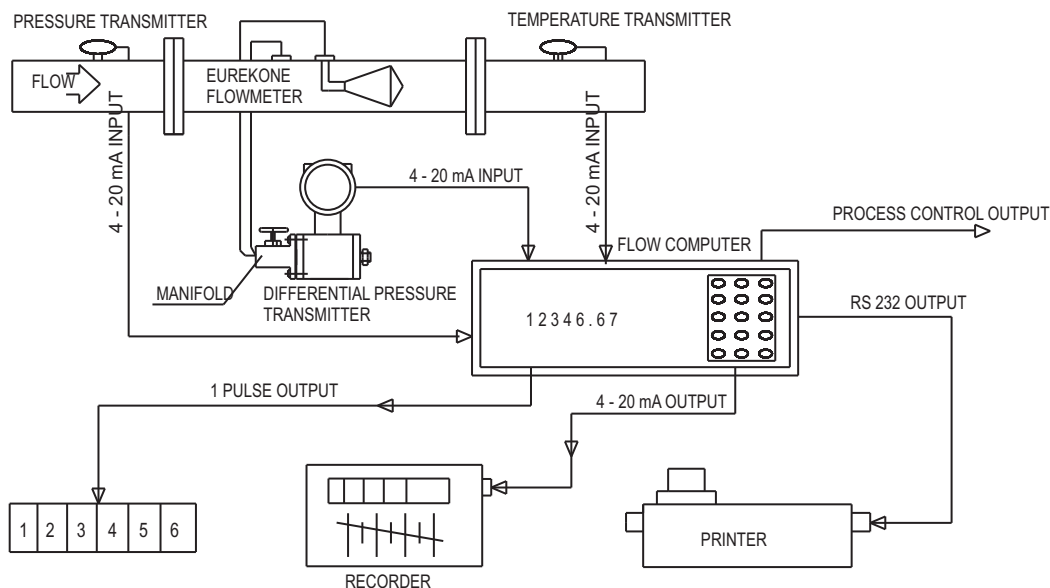 PRESSURE TRANSMITTER
TEMPERATURE TRANSMITTER
FLOW
EUREKONE
FLOWMETER
4 - 20 mA INPUT
4 - 20 mA INPUT
4 - 20 mA INPUT
PROCESS CONTROL OUTPUT
FLOW COMPUTER
MANIFOLD
DIFFERENTIAL PRESSURE
TRANSMITTER
12346.67
RS 232 OUTPUT
1 PULSE OUTPUT
4 - 20 mA OUTPUT
1 2 3 4 5 6
RECORDER
PRINTER